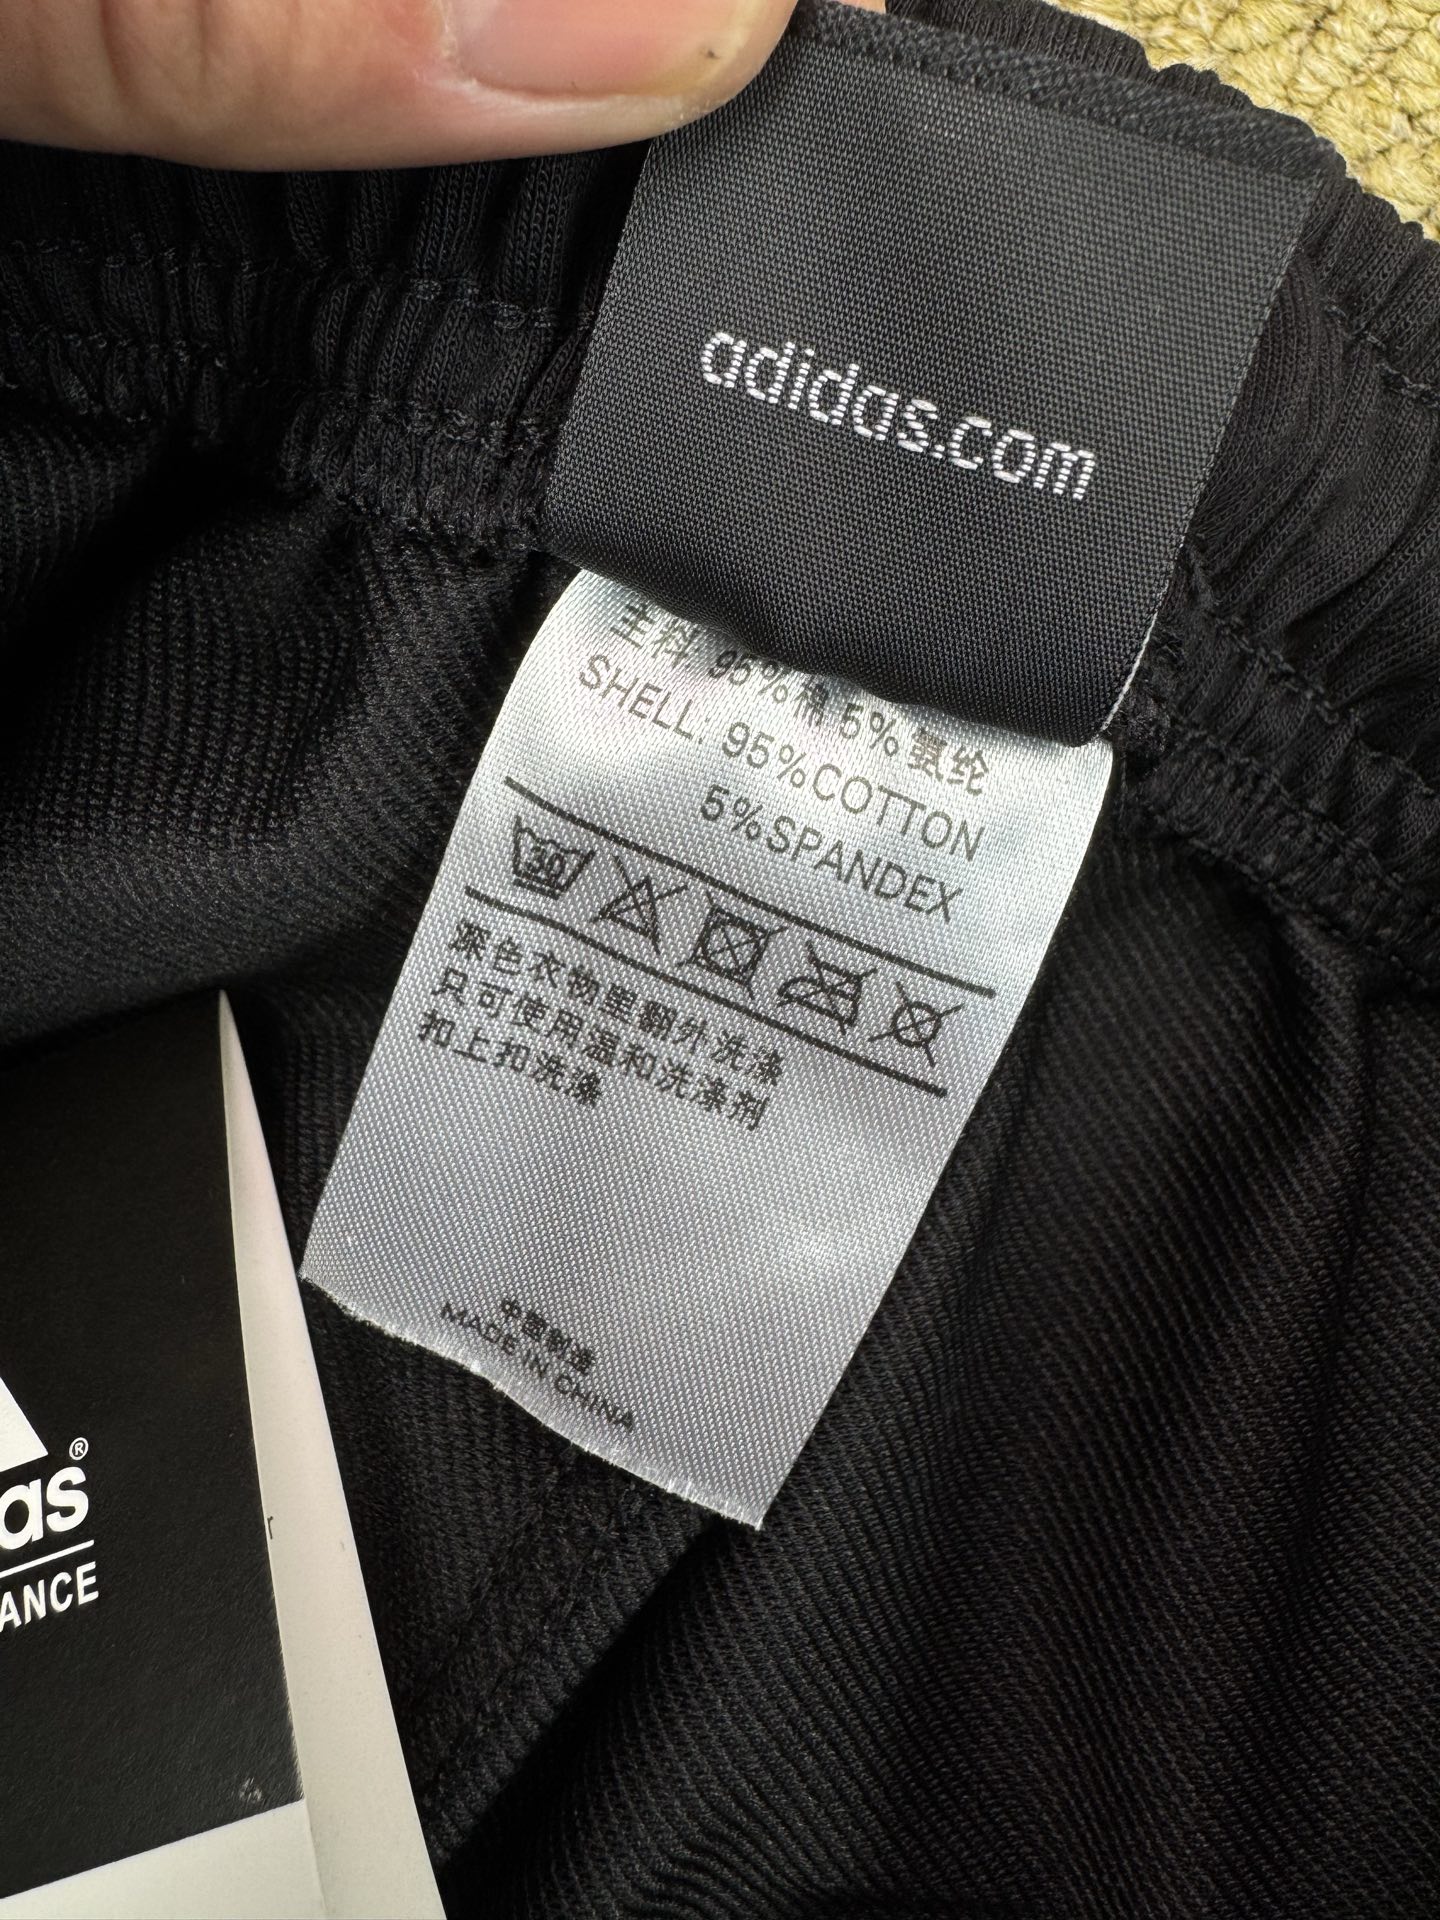 adidas.com
主料: 95%棉 5%氨纶
SHELL: 95%COTTON
5%SPANDEX
30
深色衣物里翻外洗涤
只可使用温和洗涤剂
扣上扣洗涤
中国制造
MADE IN CHINA
®
das
ANCE
r